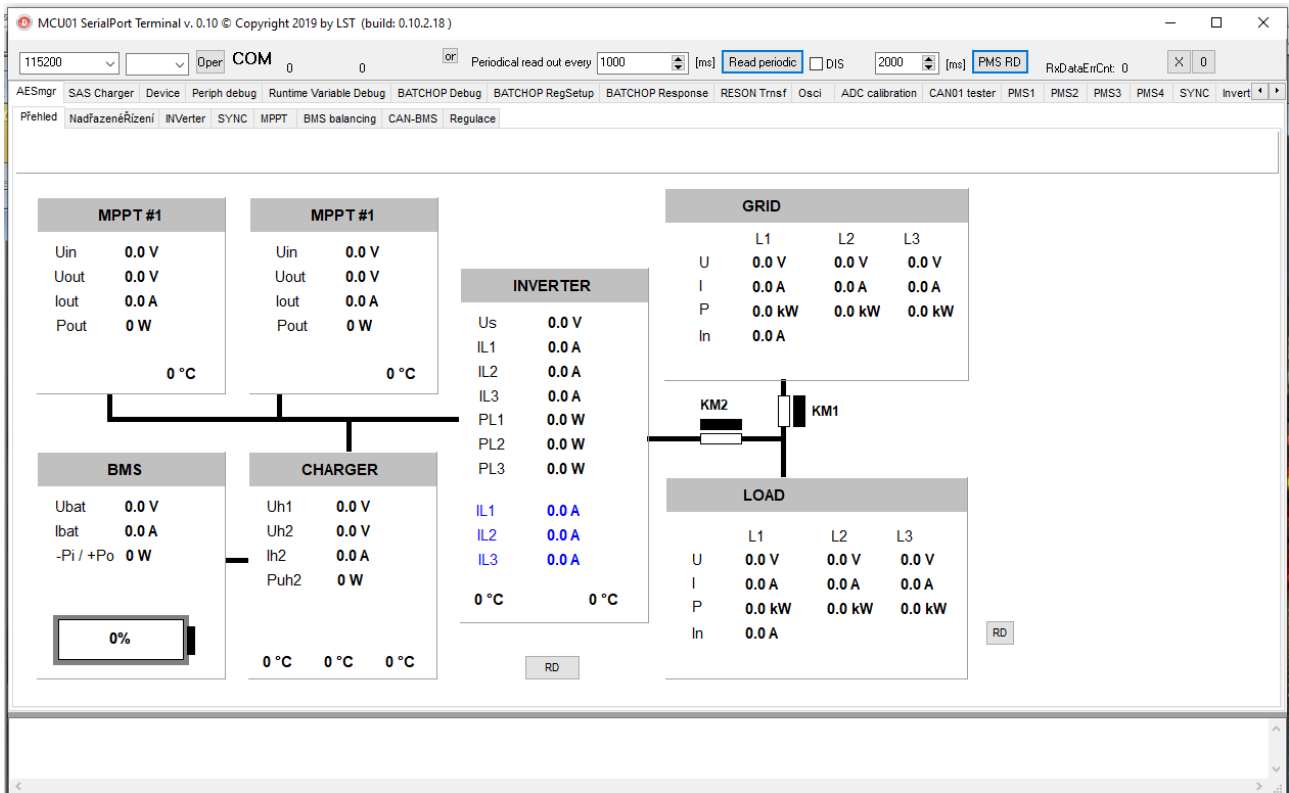 MCU01 SerialPort Terminal v. 0.10 © Copyright 2019 by LST (build: 0.10.2.18 )
115200 Oper COM 0 0 or Periodical read out every 1000 [ms] Read periodic DIS 2000 [ms] PMS RD RxDataErrCnt: 0 X 0
AESmgr SAS Charger Device Periph debug Runtime Variable Debug BATCHOP Debug BATCHOP RegSetup BATCHOP Response RESON Trnsf Osci ADC calibration CAN01 tester PMS1 PMS2 PMS3 PMS4 SYNC Invert
Přehled NadřazenéŘízení INVerter SYNC MPPT BMS balancing CAN-BMS Regulace
MPPT #1
Uin 0.0 V
Uout 0.0 V
Iout 0.0 A
Pout 0 W
0 °C
MPPT #1
Uin 0.0 V
Uout 0.0 V
Iout 0.0 A
Pout 0 W
0 °C
INVERTER
Us 0.0 V
IL1 0.0 A
IL2 0.0 A
IL3 0.0 A
PL1 0.0 W
PL2 0.0 W
PL3 0.0 W
IL1 0.0 A
IL2 0.0 A
IL3 0.0 A
0 °C 0 °C
RD
GRID
L1 L2 L3
U 0.0 V 0.0 V 0.0 V
I 0.0 A 0.0 A 0.0 A
P 0.0 kW 0.0 kW 0.0 kW
In 0.0 A
KM2
KM1
BMS
Ubat 0.0 V
Ibat 0.0 A
-Pi / +Po 0 W
0%
CHARGER
Uh1 0.0 V
Uh2 0.0 V
Ih2 0.0 A
Puh2 0 W
0 °C 0 °C 0 °C
LOAD
L1 L2 L3
U 0.0 V 0.0 V 0.0 V
I 0.0 A 0.0 A 0.0 A
P 0.0 kW 0.0 kW 0.0 kW
In 0.0 A
RD